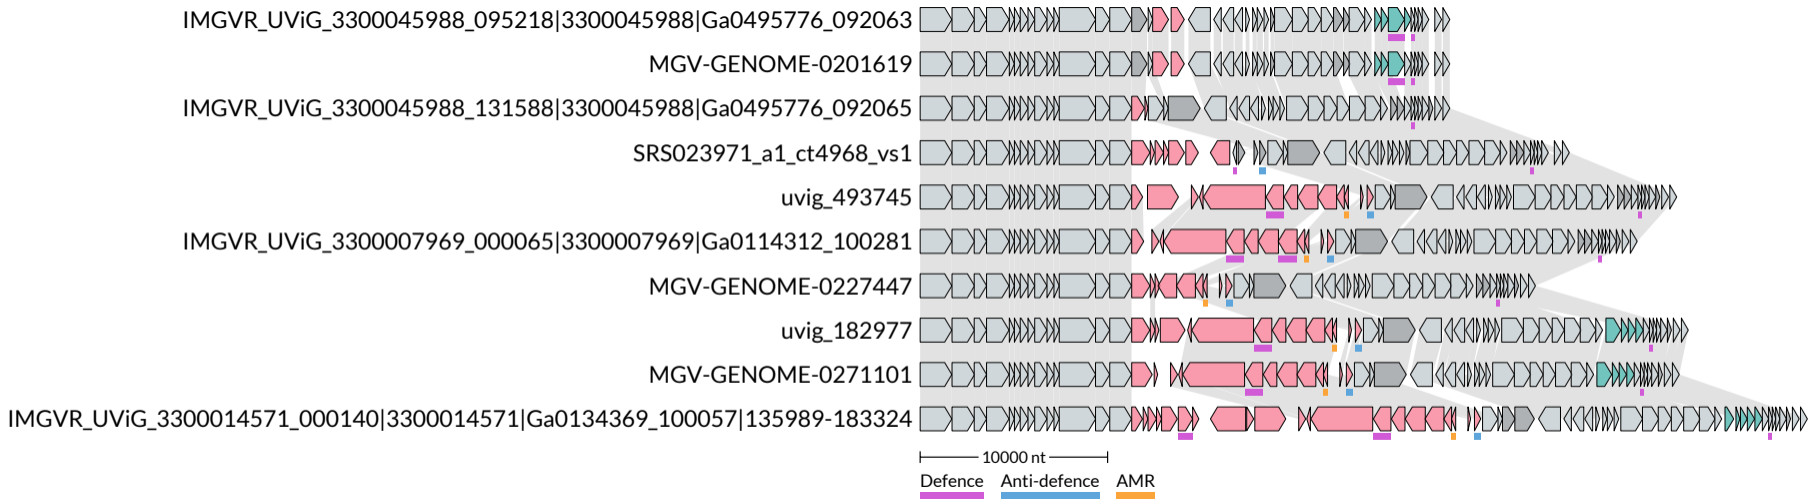 IMGVR_UViG_3300045988_095218|3300045988|Ga0495776_092063
MGV-GENOME-0201619
IMGVR_UViG_3300045988_131588|3300045988|Ga0495776_092065
SRS023971_a1_ct4968_vs1
uvig_493745
IMGVR_UViG_3300007969_000065|3300007969|Ga0114312_100281
MGV-GENOME-0227447
uvig_182977
MGV-GENOME-0271101
IMGVR_UViG_3300014571_000140|3300014571|Ga0134369_100057|135989-183324
10000 nt
Defence Anti-defence AMR